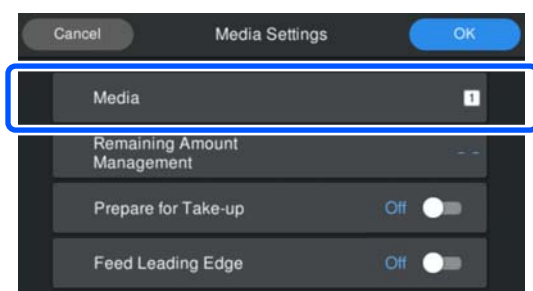 Cancel Media Settings OK
Media 1
Remaining Amount
Management - -
Prepare for Take-up Off
Feed Leading Edge Off